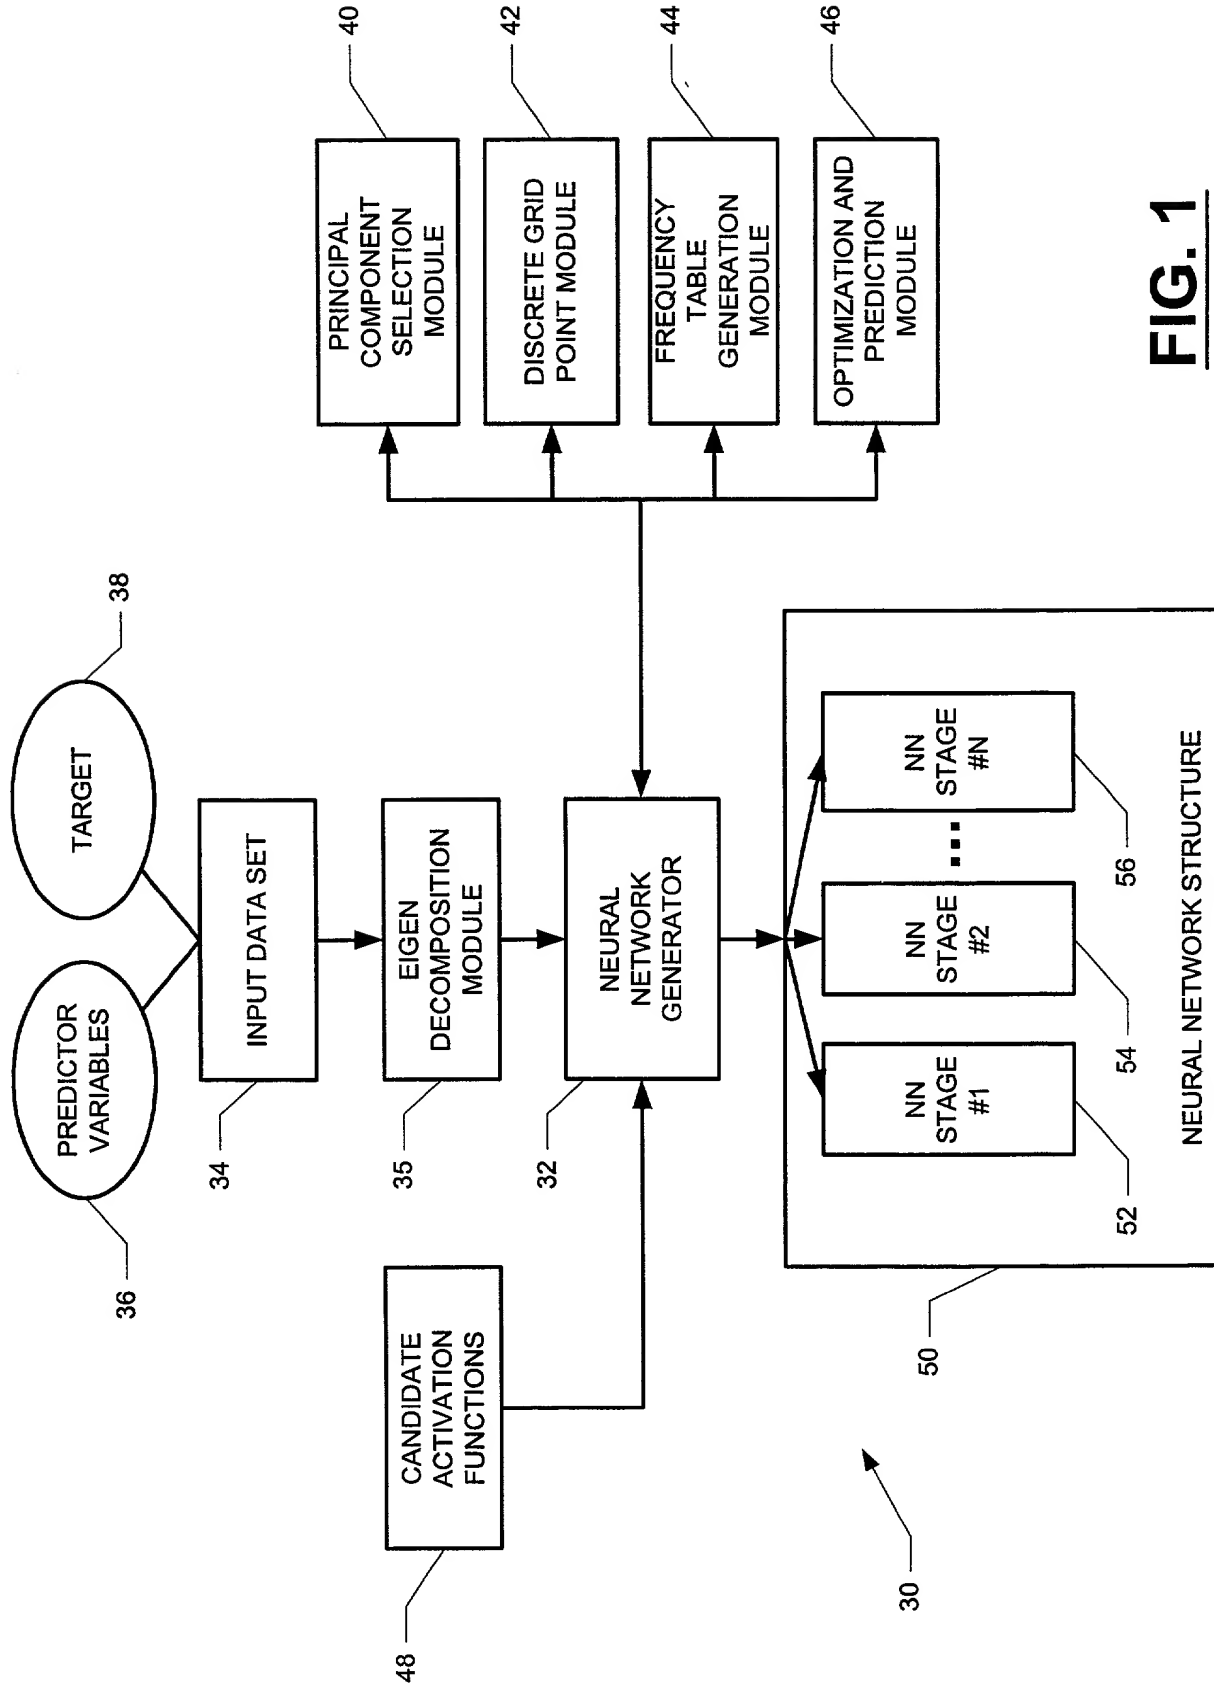 36
PREDICTOR
VARIABLES
TARGET
38
34
INPUT DATA SET
35
EIGEN
DECOMPOSITION
MODULE
48
CANDIDATE
ACTIVATION
FUNCTIONS
32
NEURAL
NETWORK
GENERATOR
PRINCIPAL
COMPONENT
SELECTION
MODULE
40
DISCRETE GRID
POINT MODULE
42
FREQUENCY
TABLE
GENERATION
MODULE
44
OPTIMIZATION AND
PREDICTION
MODULE
46
30
50
NN
STAGE
#1
52
NN
STAGE
#2
54
...
NN
STAGE
#N
56
NEURAL NETWORK STRUCTURE
FIG. 1